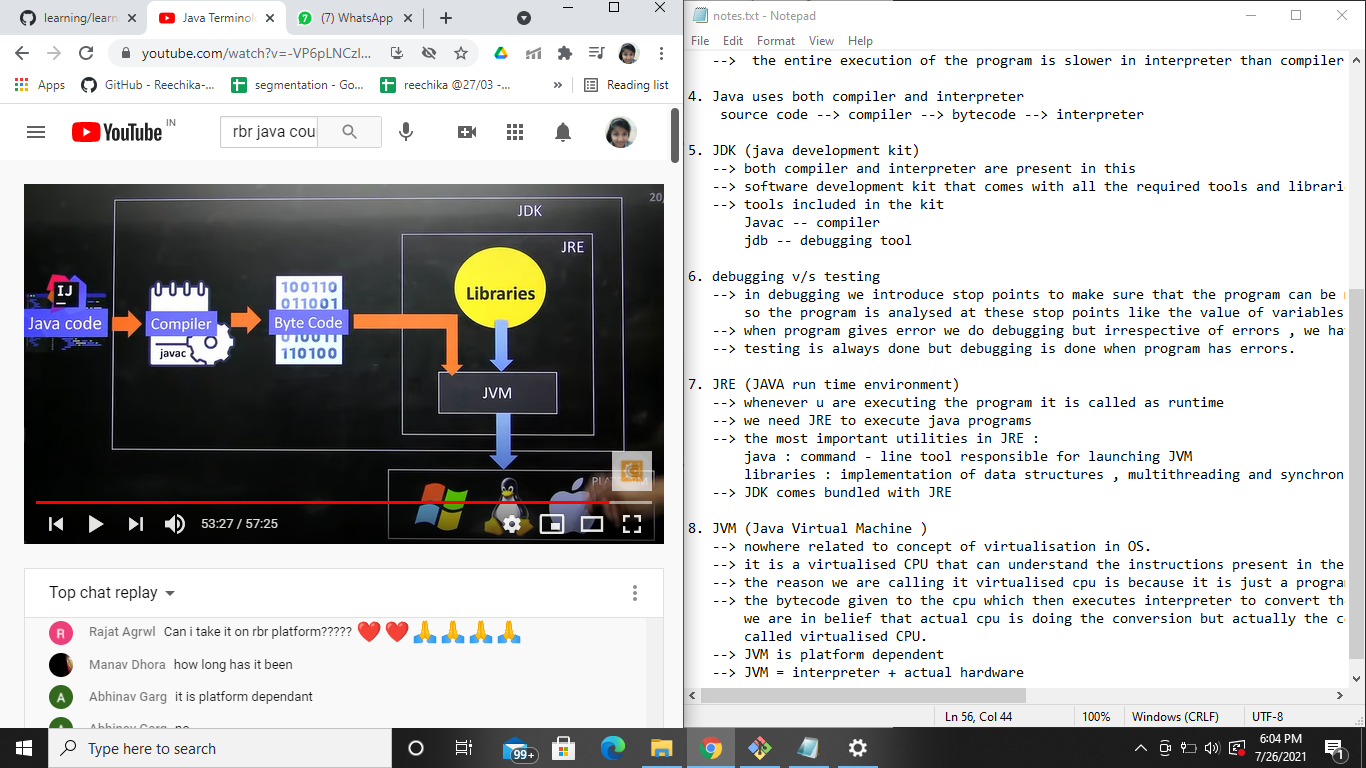 learning/learn
Java Terminolo
(7) WhatsApp
youtube.com/watch?v=-VP6pLNCzI...
Apps
GitHub - Reechika-...
segmentation - Go...
reechika @27/03 -...
»
Reading list
YouTube IN
rbr java cou
20
JDK
JRE
Libraries
IJ
Java code
Compiler
javac
100110
011001
Byte Code
010011
110100
JVM
53:27 / 57:25
Top chat replay
R Rajat Agrwl Can i take it on rbr platform????? ❤️❤️🙏🙏🙏🙏
Manav Dhora how long has it been
A Abhinav Garg it is platform dependant
Abhinav Garg no
notes.txt - Notepad
File Edit Format View Help
--> the entire execution of the program is slower in interpreter than compiler
4. Java uses both compiler and interpreter
source code --> compiler --> bytecode --> interpreter
5. JDK (java development kit)
--> both compiler and interpreter are present in this
--> software development kit that comes with all the required tools and librari
--> tools included in the kit
Javac -- compiler
jdb -- debugging tool
6. debugging v/s testing
--> in debugging we introduce stop points to make sure that the program can be
so the program is analysed at these stop points like the value of variables
--> when program gives error we do debugging but irrespective of errors , we ha
--> testing is always done but debugging is done when program has errors.
7. JRE (JAVA run time environment)
--> whenever u are executing the program it is called as runtime
--> we need JRE to execute java programs
--> the most important utilities in JRE :
java : command - line tool responsible for launching JVM
libraries : implementation of data structures , multithreading and synchron
--> JDK comes bundled with JRE
8. JVM (Java Virtual Machine )
--> nowhere related to concept of virtualisation in OS.
--> it is a virtualised CPU that can understand the instructions present in the
--> the reason we are calling it virtualised cpu is because it is just a progra
--> the bytecode given to the cpu which then executes interpreter to convert th
we are in belief that actual cpu is doing the conversion but actually the c
called virtualised CPU.
--> JVM is platform dependent
--> JVM = interpreter + actual hardware
Ln 56, Col 44
100%
Windows (CRLF)
UTF-8
Type here to search
99+
6:04 PM
7/26/2021
1